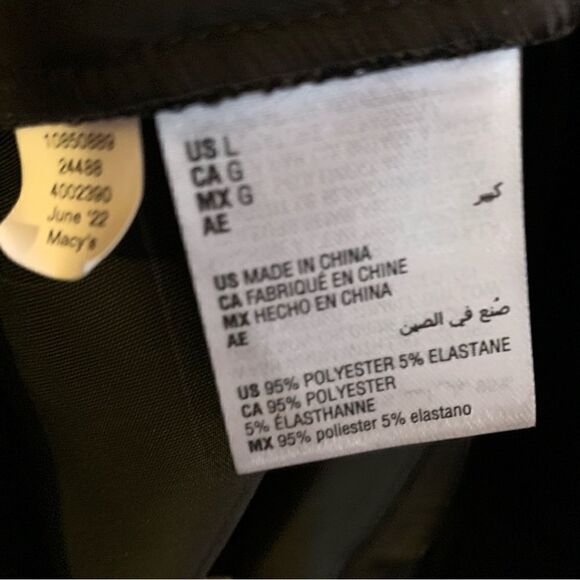 10850889
24488
4002390
June '22
Macy's
US L
CA G
MX G
AE كبير
US MADE IN CHINA
CA FABRIQUÉ EN CHINE
MX HECHO EN CHINA
AE صُنع في الصين
US 95% POLYESTER 5% ELASTANE
CA 95% POLYESTER
5% ÉLASTHANNE
MX 95% poliester 5% elastano